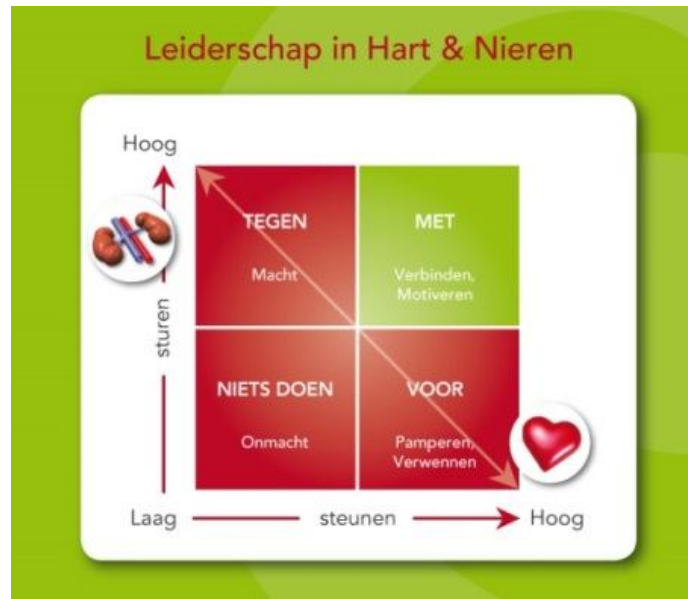 Leiderschap in Hart & Nieren
Hoog
TEGEN
Macht
MET
Verbinden,
Motiveren
sturen
NIETS DOEN
Onmacht
VOOR
Pamperen,
Verwennen
Laag
steunen
Hoog